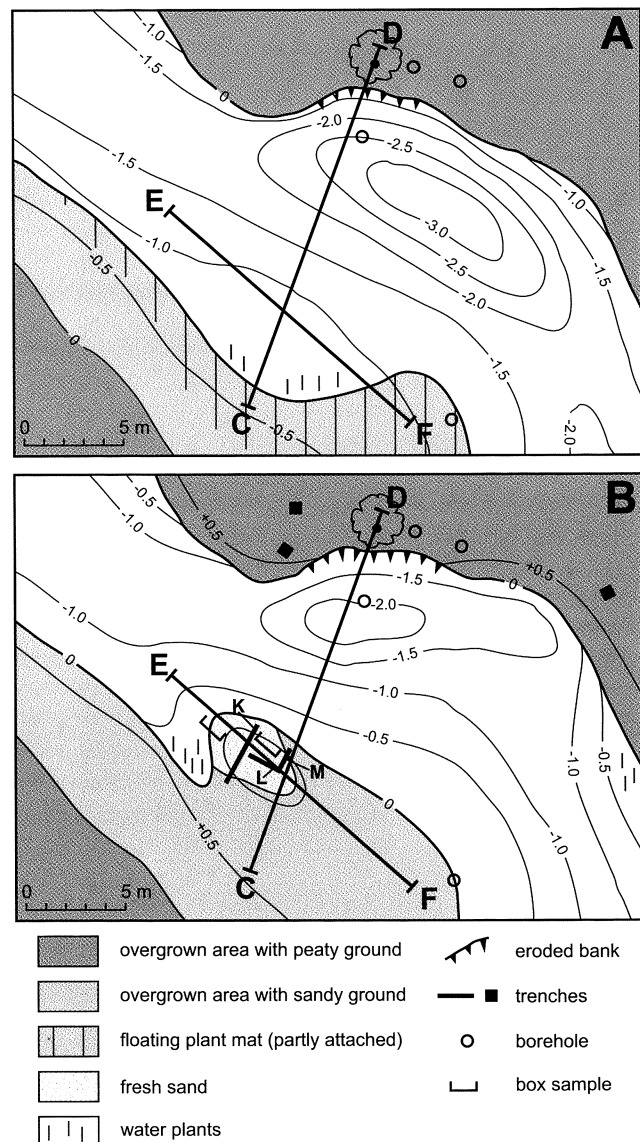 A
D
-1.0
-1.5
0
-2.0
-2.5
-1.0
-1.5
E
-3.0
-1.0
-2.5
-1.5
-0.5
-2.0
0
-1.5
0 5 m
C
-0.5
F
-2.0
B
D
-0.5
-1.0
+0.5
+0.5
-1.5
0
-2.0
-1.0
-1.5
0
E
-1.0
K
-0.5
-1.0
-0.5
L
M
0
+0.5
-1.0
0 5 m
C
F
overgrown area with peaty ground
eroded bank
overgrown area with sandy ground
trenches
floating plant mat (partly attached)
borehole
fresh sand
box sample
water plants